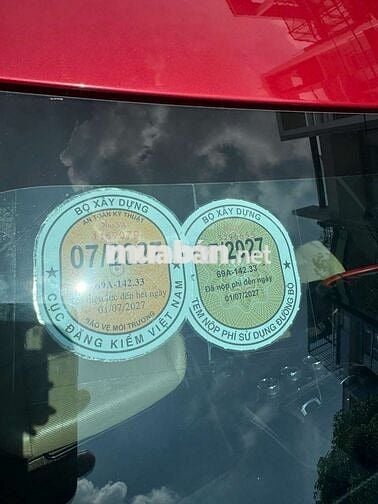 BỘ XÂY DỰNG
AN TOÀN KỸ THUẬT
07/2027
69A-142.33
đến hết ngày
01/07/2027
BẢO VỆ MÔI TRƯỜNG
CỤC ĐĂNG KIỂM VIỆT NAM
muaban.net
BỘ XÂY DỰNG
/2027
69A-142.33
Đã nộp phí đến ngày
01/07/2027
TEM NỘP PHÍ SỬ DỤNG ĐƯỜNG BỘ